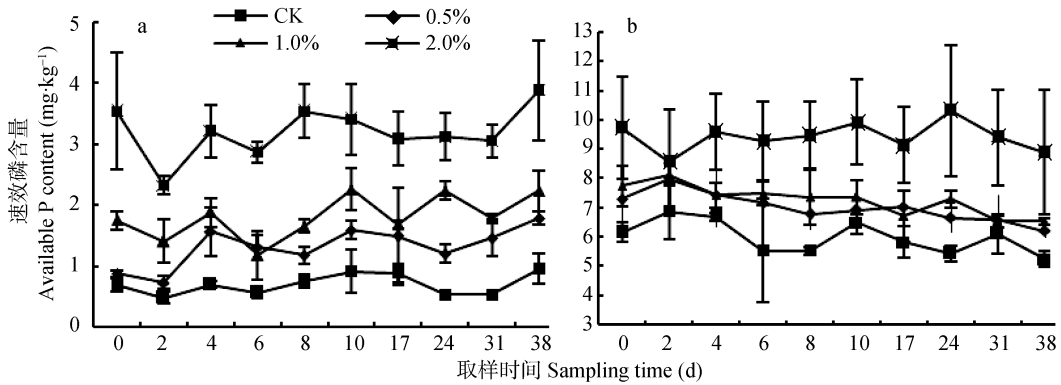 a
CK
0.5%
1.0%
2.0%
速效磷含量
Available P content (mg·kg⁻¹)
5
4
3
2
1
0
0 2 4 6 8 10 17 24 31 38
b
13
12
11
10
9
8
7
6
5
4
3
0 2 4 6 8 10 17 24 31 38
取样时间 Sampling time (d)